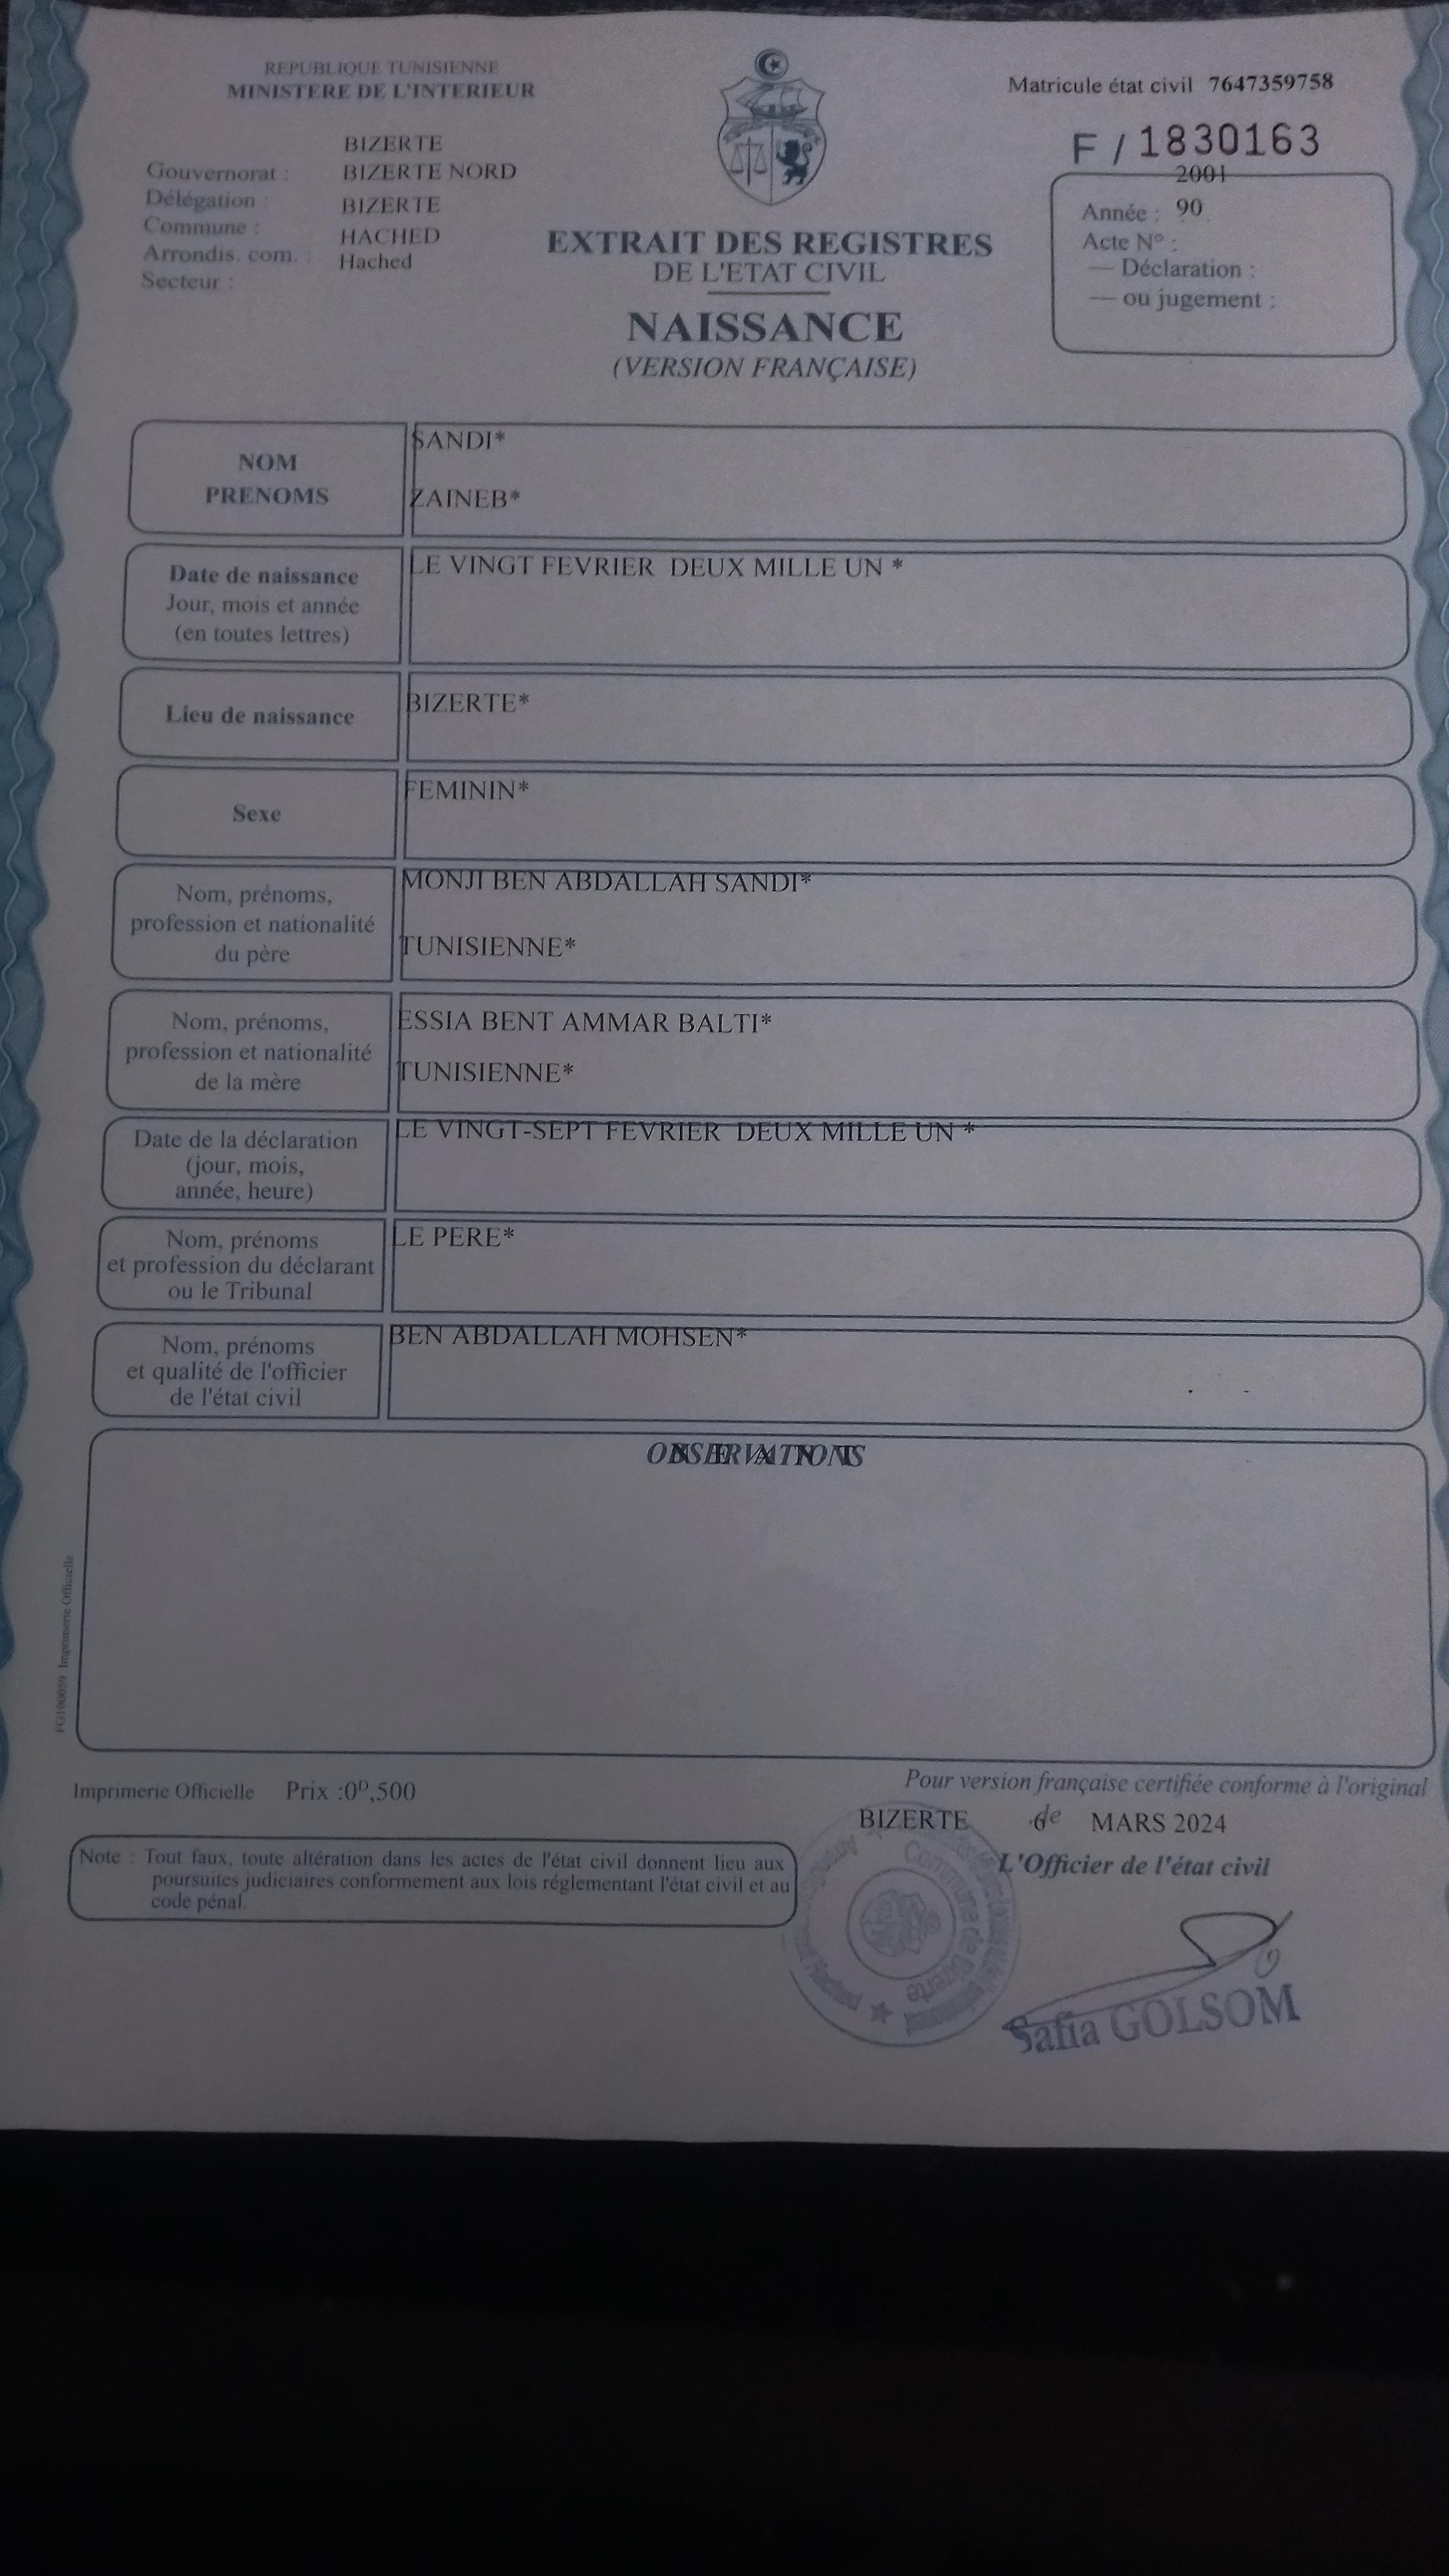 REPUBLIQUE TUNISIENNE
MINISTERE DE L'INTERIEUR
BIZERTE
Gouvernorat : BIZERTE NORD
Délégation : BIZERTE
Commune : HACHED
Arrondis. com. : Hached
Secteur :
EXTRAIT DES REGISTRES
DE L'ETAT CIVIL
NAISSANCE
(VERSION FRANÇAISE)
Matricule état civil 7647359758
F / 1830163
2001
Année : 90
Acte N° :
— Déclaration :
— ou jugement :
NOM
PRENOMS
SANDI*
ZAINEB*
Date de naissance
Jour, mois et année
(en toutes lettres)
LE VINGT FEVRIER DEUX MILLE UN *
Lieu de naissance
BIZERTE*
Sexe
FEMININ*
Nom, prénoms,
profession et nationalité
du père
MONJI BEN ABDALLAH SANDI*
TUNISIENNE*
Nom, prénoms,
profession et nationalité
de la mère
ESSIA BENT AMMAR BALTI*
TUNISIENNE*
Date de la déclaration
(jour, mois,
année, heure)
LE VINGT-SEPT FEVRIER DEUX MILLE UN *
Nom, prénoms
et profession du déclarant
ou le Tribunal
LE PERE*
Nom, prénoms
et qualité de l'officier
de l'état civil
BEN ABDALLAH MOHSEN*
OBSERVATIONS
N E A N T
FG100059 Imprimerie Officielle
Imprimerie Officielle Prix :0ᴰ,500
Note : Tout faux, toute altération dans les actes de l'état civil donnent lieu aux
poursuites judiciaires conformement aux lois réglementant l'état civil et au
code pénal.
Pour version française certifiée conforme à l'original
BIZERTE 6 de MARS 2024
L'Officier de l'état civil
Commune de Bizerte
Safia GOLSOM